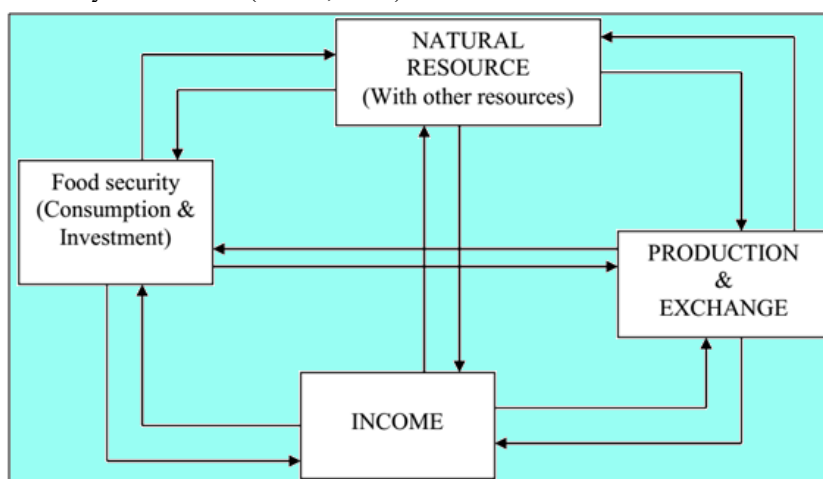 NATURAL
RESOURCE
(With other resources)
Food security
(Consumption &
Investment)
PRODUCTION
&
EXCHANGE
INCOME